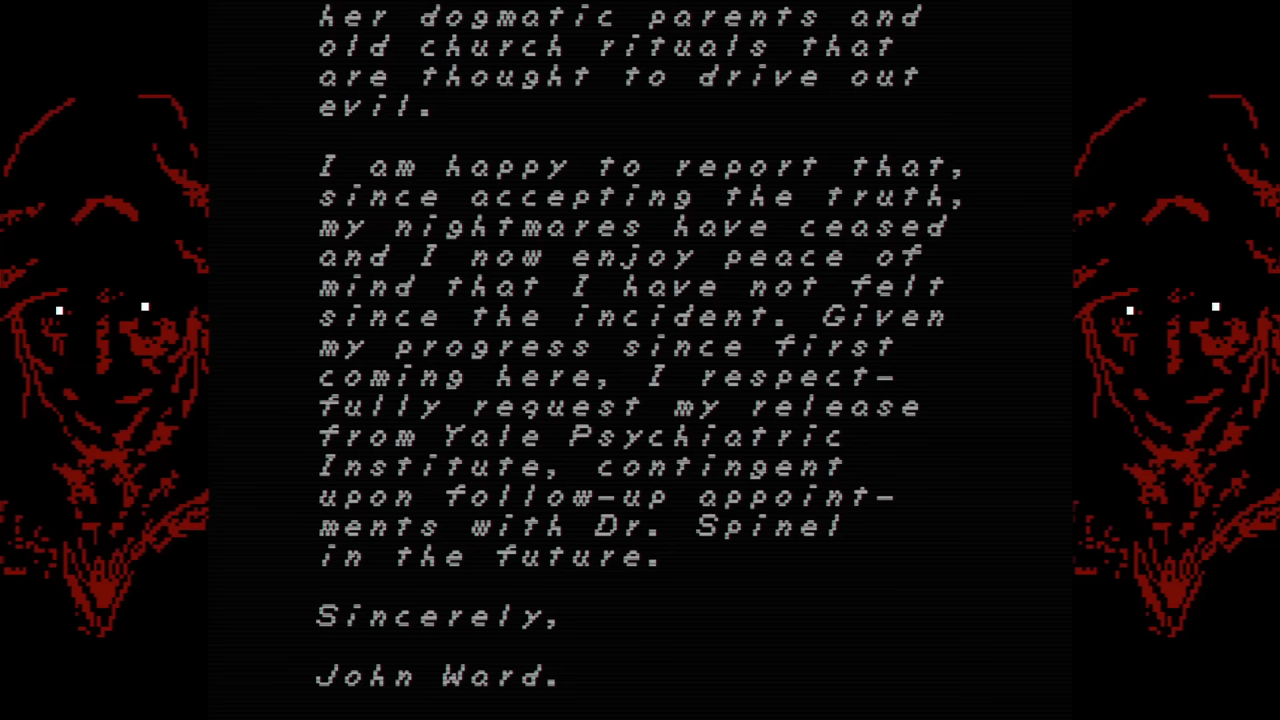 her dogmatic parents and
old church rituals that
are thought to drive out
evil.
I am happy to report that,
since accepting the truth,
my nightmares have ceased
and I now enjoy peace of
mind that I have not felt
since the incident. Given
my progress since first
coming here, I respect-
fully request my release
from Yale Psychiatric
Institute, contingent
upon follow-up appoint-
ments with Dr. Spinel
in the future.
Sincerely,
John Ward.